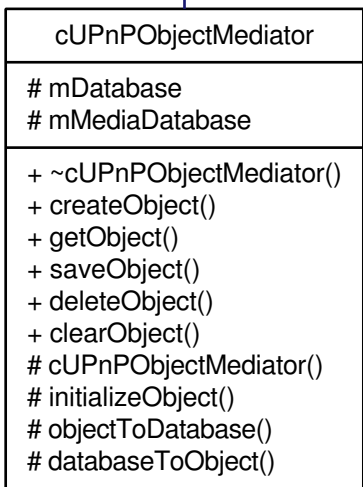 cUPnPObjectMediator
# mDatabase
# mMediaDatabase
+ ~cUPnPObjectMediator()
+ createObject()
+ getObject()
+ saveObject()
+ deleteObject()
+ clearObject()
# cUPnPObjectMediator()
# initializeObject()
# objectToDatabase()
# databaseToObject()